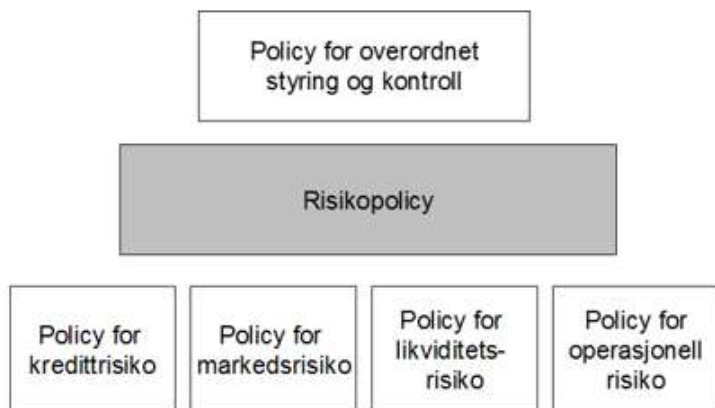 Policy for overordnet
styring og kontroll
Risikopolicy
Policy for
kredittrisiko
Policy for
markedsrisiko
Policy for
likviditets-
risiko
Policy for
operasjonell
risiko